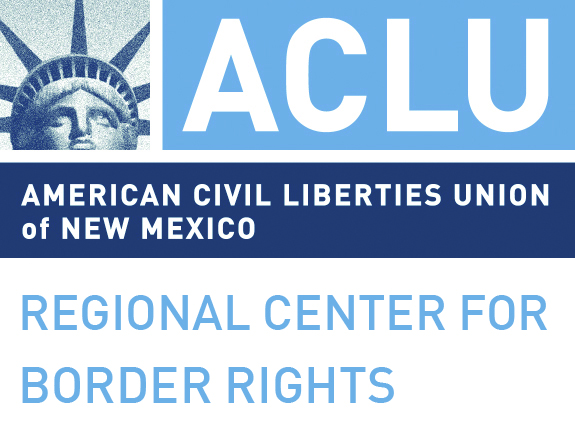 ACLU
AMERICAN CIVIL LIBERTIES UNION
of NEW MEXICO
REGIONAL CENTER FOR
BORDER RIGHTS